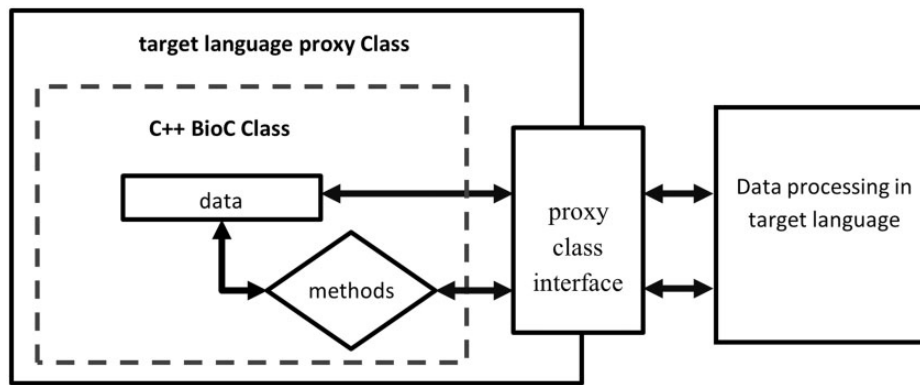 target language proxy Class
C++ BioC Class
data
methods
proxy
class
interface
Data processing in
target language